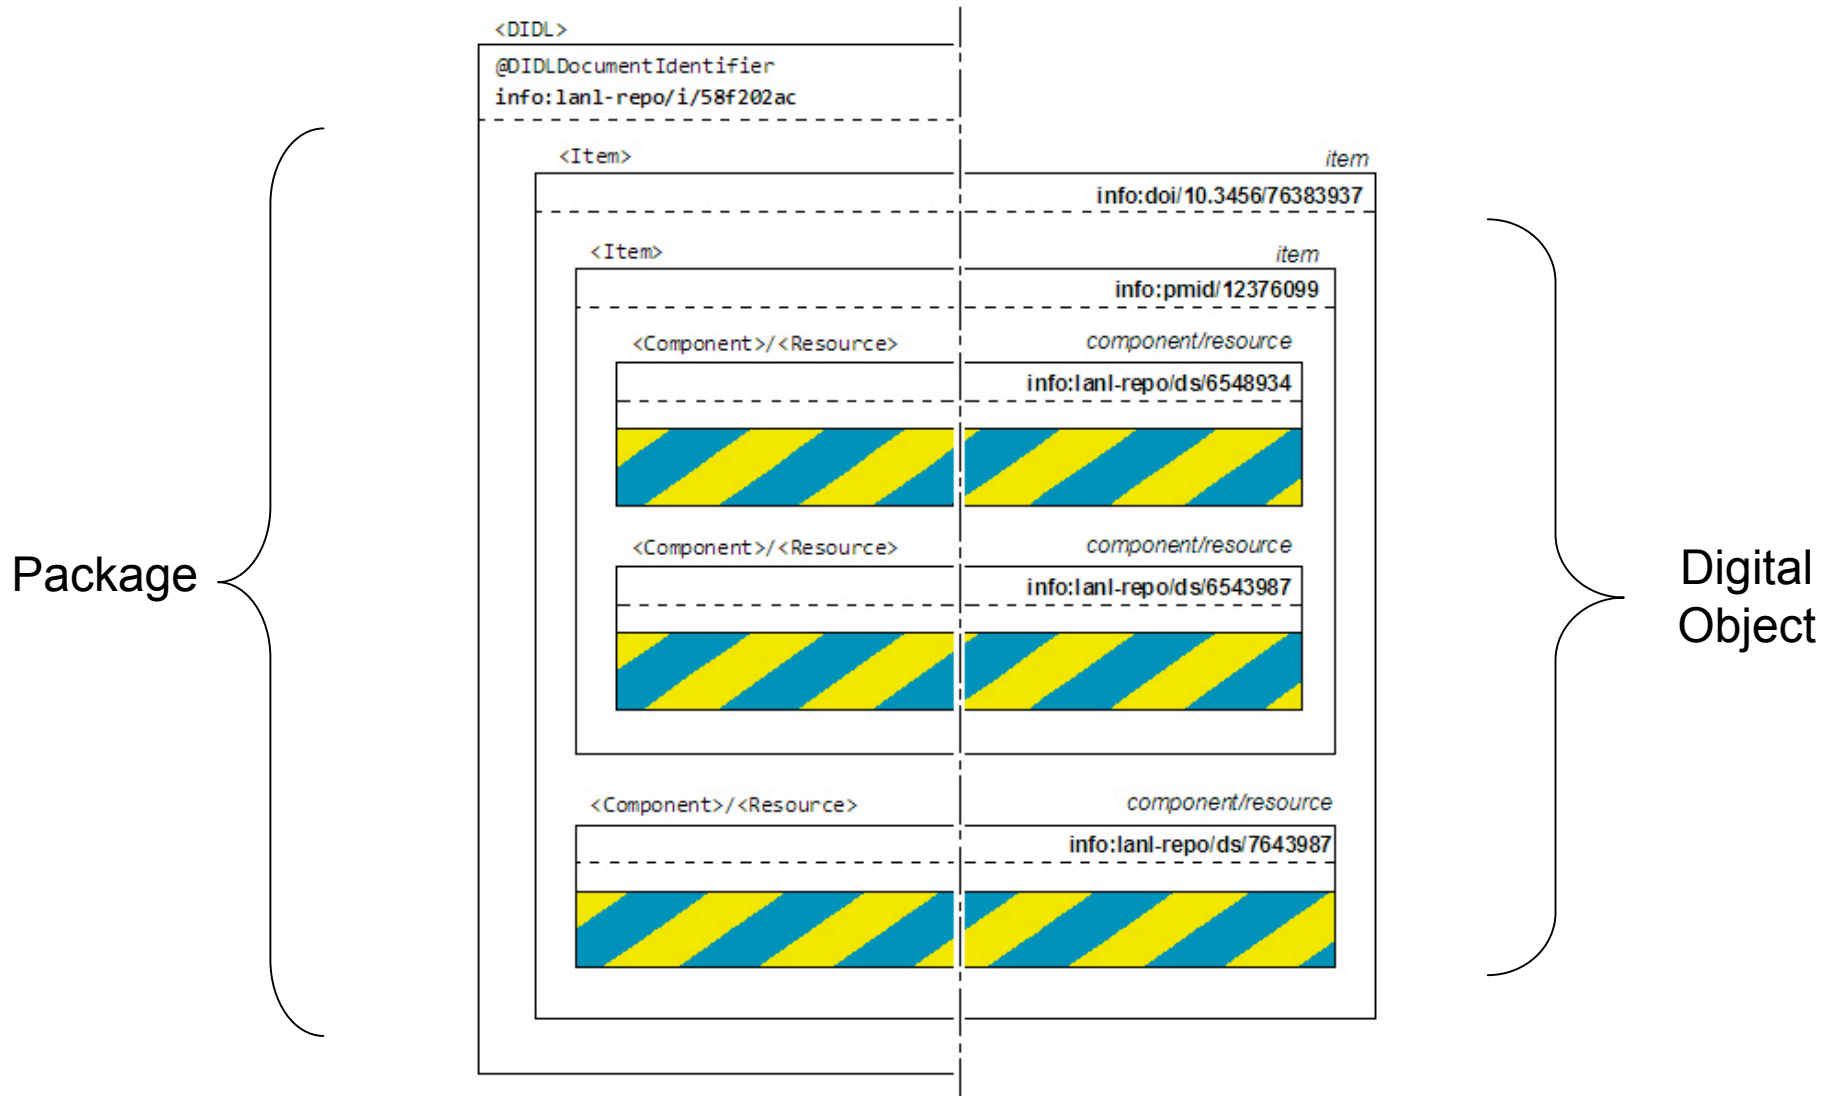 <DIDL>
@DIDLDocumentIdentifier
info:lanl-repo/i/58f202ac
<Item>
item
info:doi/10.3456/76383937
<Item>
item
info:pmid/12376099
<Component>/<Resource>
component/resource
info:lanl-repo/ds/6548934
<Component>/<Resource>
component/resource
info:lanl-repo/ds/6543987
<Component>/<Resource>
component/resource
info:lanl-repo/ds/7643987
Package
Digital
Object